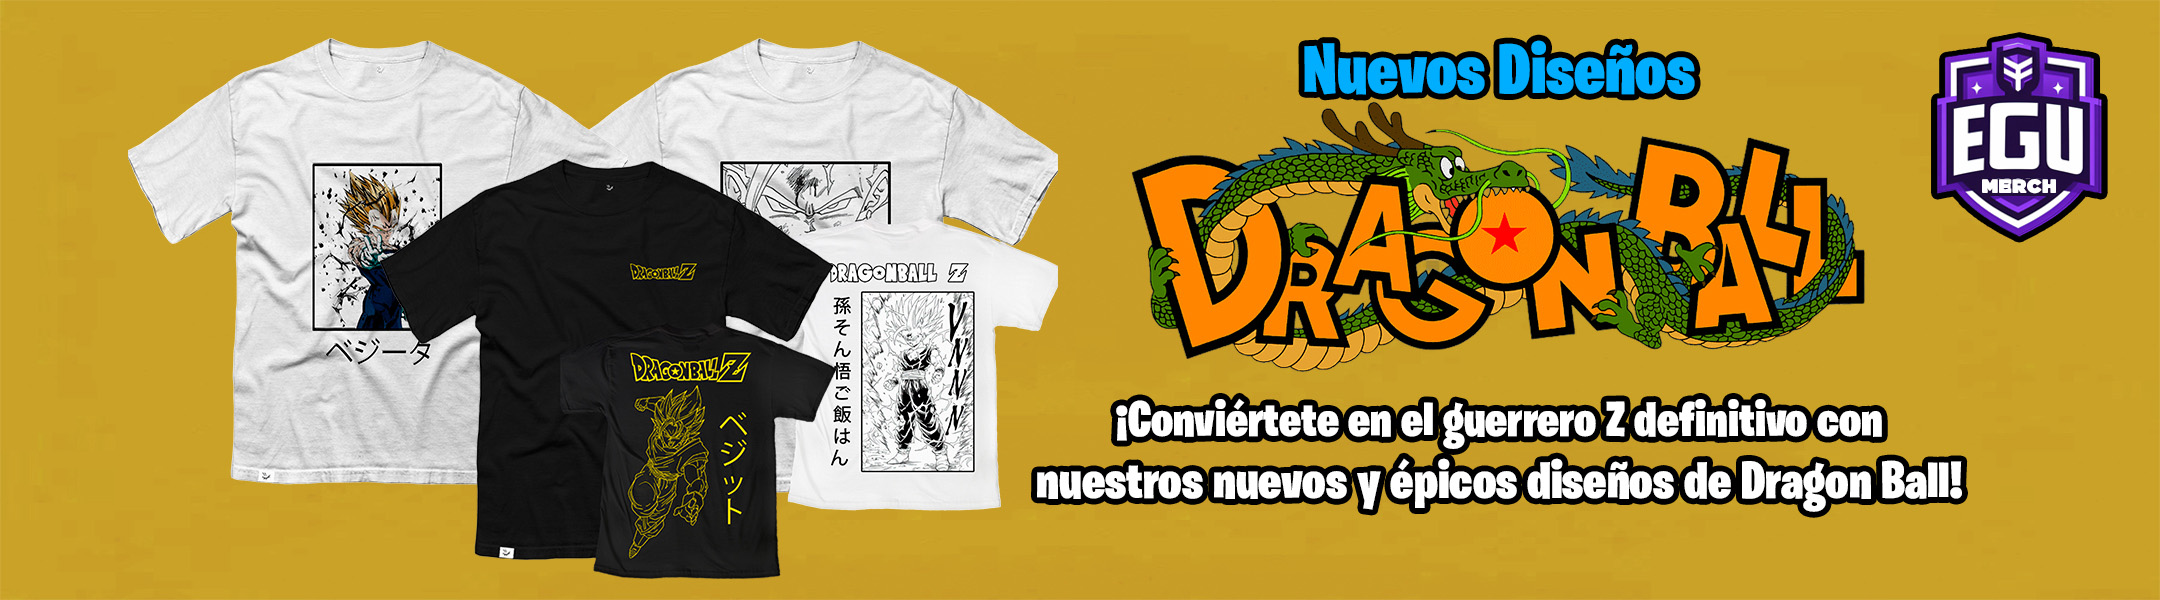 Nuevos Diseños
DRAGON BALL
EGU
MERCH
¡Conviértete en el guerrero Z definitivo con
nuestros nuevos y épicos diseños de Dragon Ball!
ベジータ
DRAGONBALL Z
DRAGONBALL Z
ベジット
DRAGONBALL Z
孫そん悟ご飯はん